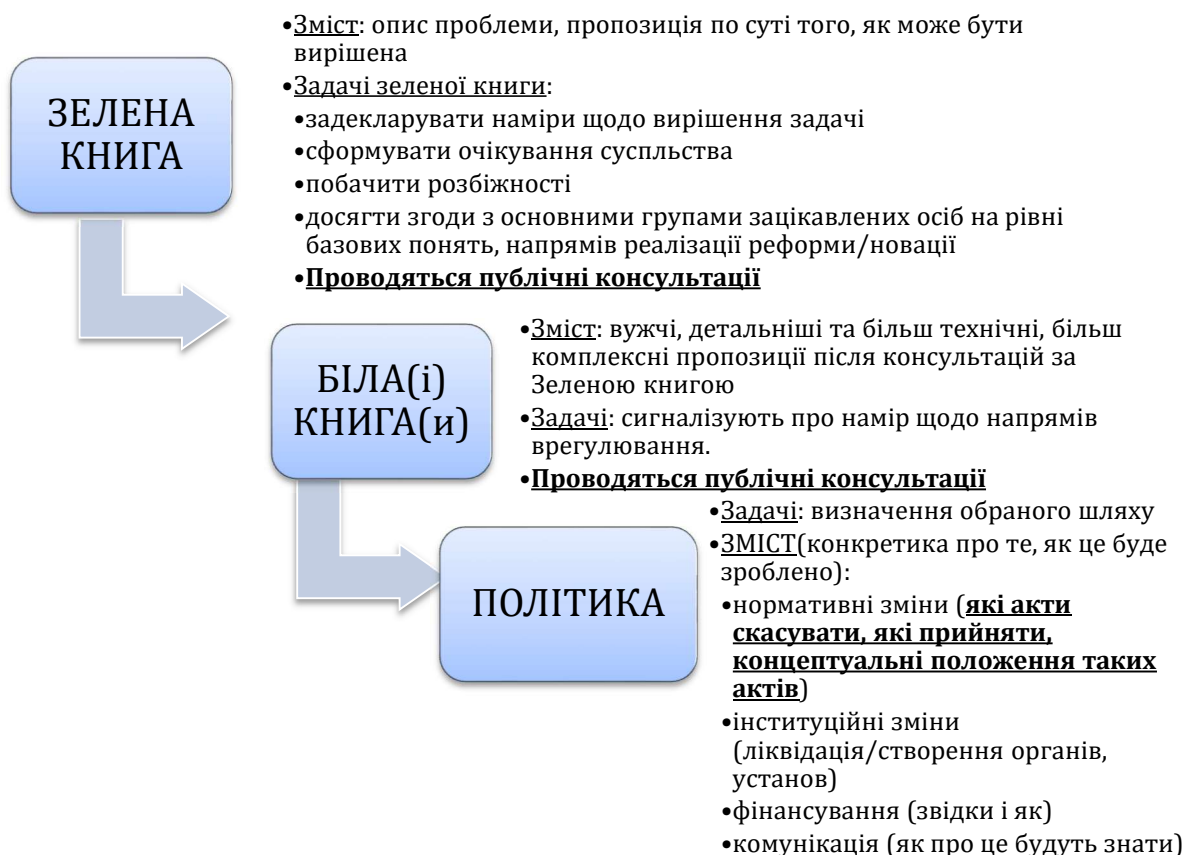 ЗЕЛЕНА
КНИГА
•Зміст: опис проблеми, пропозиція по суті того, як може бути
вирішена
•Задачі зеленої книги:
•задекларувати наміри щодо вирішення задачі
•сформувати очікування суспльства
•побачити розбіжності
•досягти згоди з основними групами зацікавлених осіб на рівні
базових понять, напрямів реалізації реформи/новації
•Проводяться публічні консультації
БІЛА(і)
КНИГА(и)
•Зміст: вужчі, детальніші та більш технічні, більш
комплексні пропозиції після консультацій за
Зеленою книгою
•Задачі: сигналізують про намір щодо напрямів
врегулювання.
•Проводяться публічні консультації
ПОЛІТИКА
•Задачі: визначення обраного шляху
•ЗМІСТ(конкретика про те, як це буде
зроблено):
•нормативні зміни (які акти
скасувати, які прийняти,
концептуальні положення таких
актів)
•інституційні зміни
(ліквідація/створення органів,
установ)
•фінансування (звідки і як)
•комунікація (як про це будуть знати)